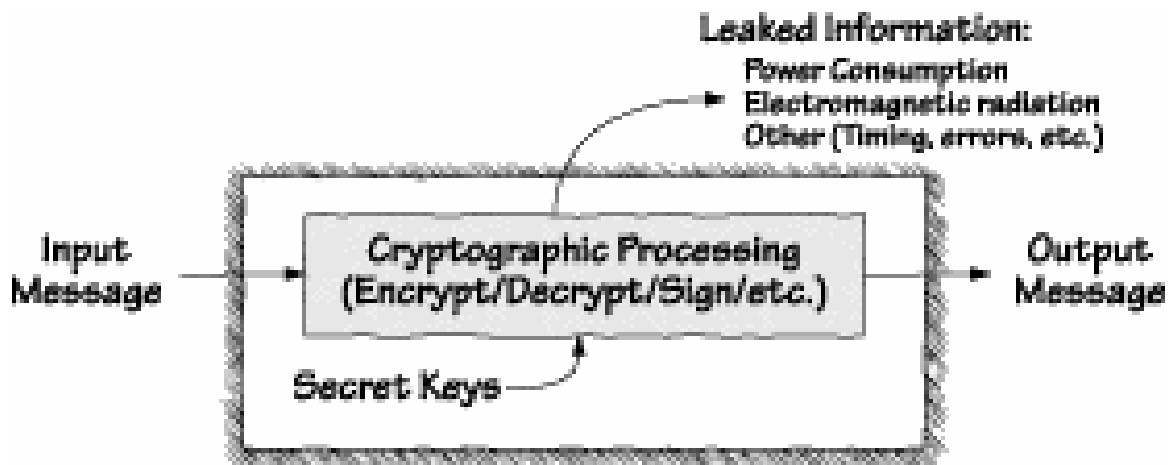 Leaked Information:
Power Consumption
Electromagnetic radiation
Other (Timing, errors, etc.)
Input
Message
Cryptographic Processing
(Encrypt/Decrypt/Sign/etc.)
Output
Message
Secret Keys